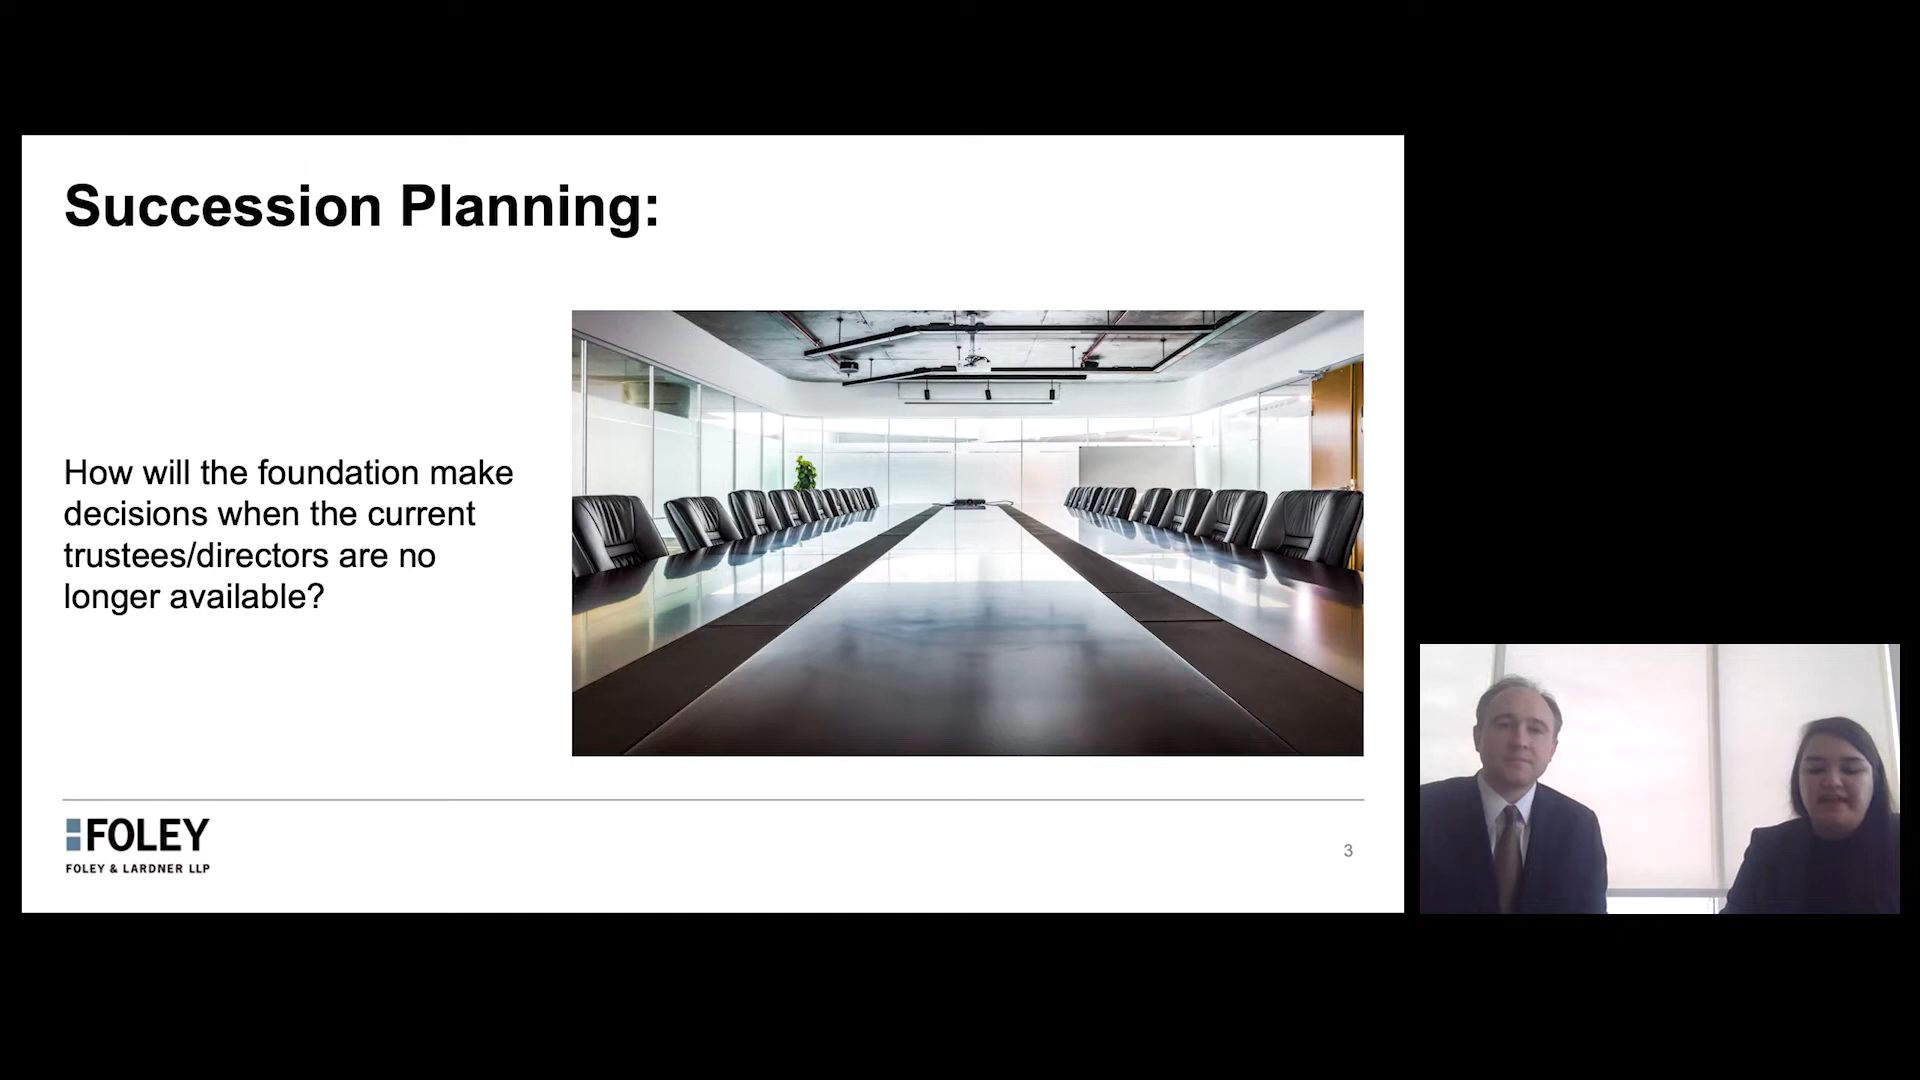 Succession Planning:
How will the foundation make
decisions when the current
trustees/directors are no
longer available?
FOLEY
FOLEY & LARDNER LLP
3